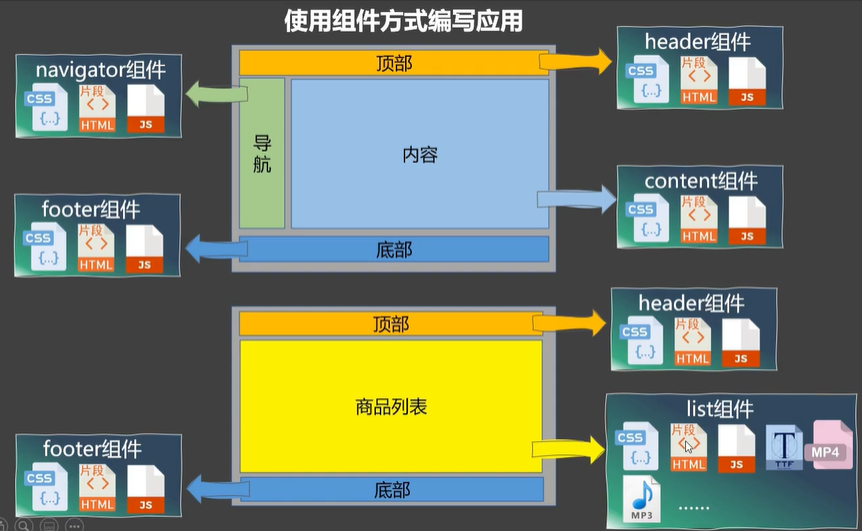 使用组件方式编写应用
navigator组件
CSS
{...}
片段
<>
HTML
JS
顶部
header组件
CSS
{...}
片段
<>
HTML
JS
导航
内容
footer组件
CSS
{...}
片段
<>
HTML
JS
底部
content组件
CSS
{...}
片段
<>
HTML
JS
顶部
header组件
CSS
{...}
片段
<>
HTML
JS
商品列表
list组件
CSS
{...}
片段
<>
HTML
JS
T
TTF
MP4
MP3
......
footer组件
CSS
{...}
片段
<>
HTML
JS
底部